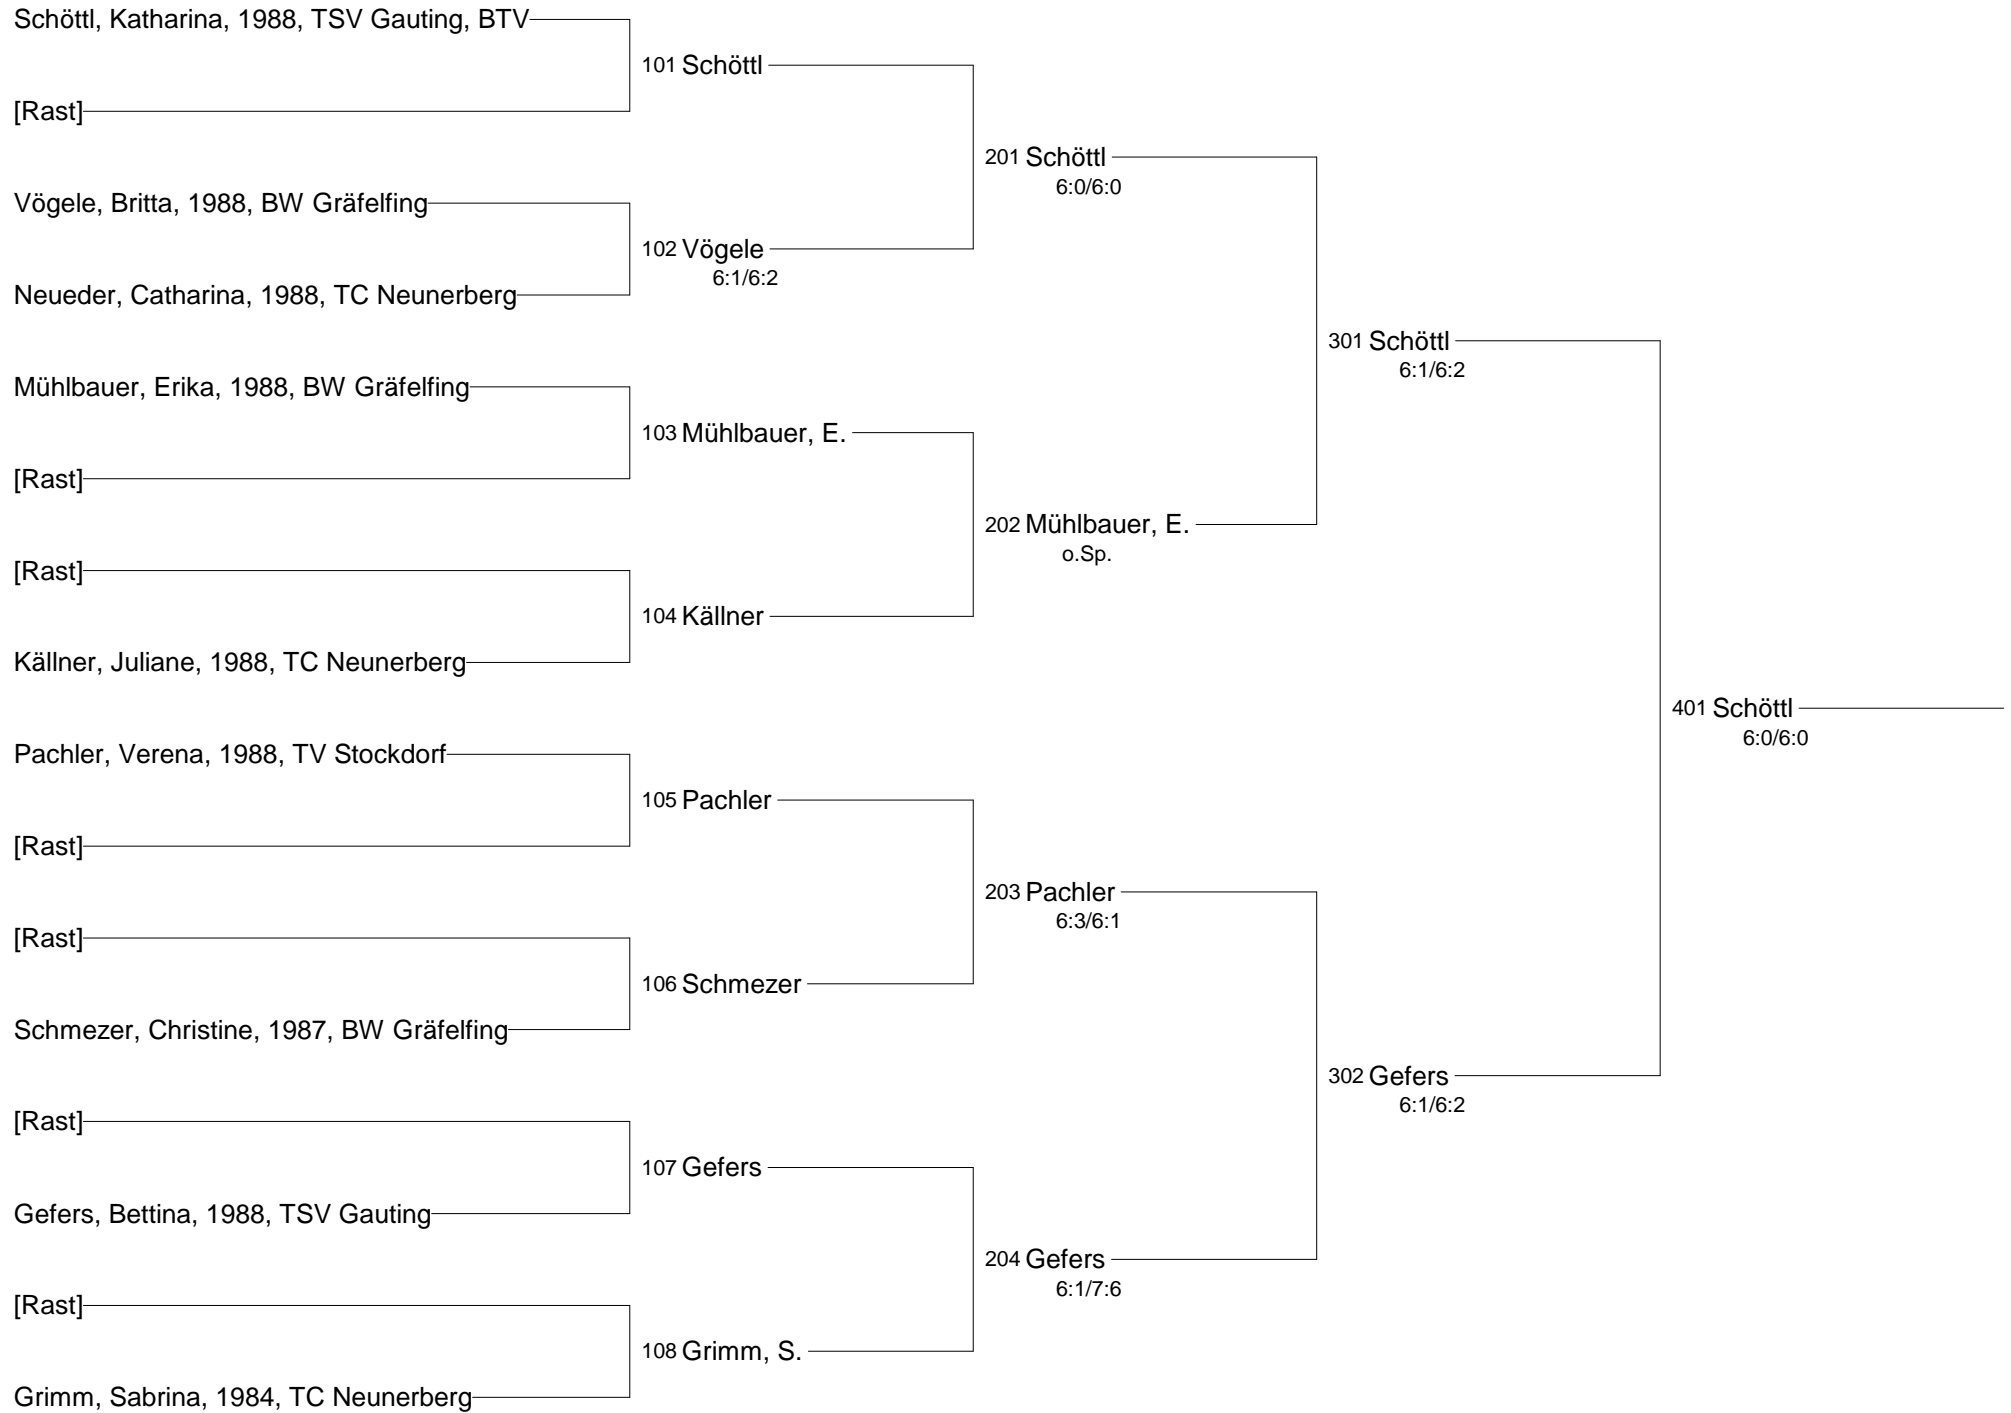 Schöttl, Katharina, 1988, TSV Gauting, BTV
[Rast]
Vögele, Britta, 1988, BW Gräfelfing
Neueder, Catharina, 1988, TC Neunerberg
Mühlbauer, Erika, 1988, BW Gräfelfing
[Rast]
[Rast]
Källner, Juliane, 1988, TC Neunerberg
Pachler, Verena, 1988, TV Stockdorf
[Rast]
[Rast]
Schmezer, Christine, 1987, BW Gräfelfing
[Rast]
Gefers, Bettina, 1988, TSV Gauting
[Rast]
Grimm, Sabrina, 1984, TC Neunerberg
101 Schöttl
102 Vögele
6:1/6:2
103 Mühlbauer, E.
104 Källner
105 Pachler
106 Schmezer
107 Gefers
108 Grimm, S.
201 Schöttl
6:0/6:0
202 Mühlbauer, E.
o.Sp.
203 Pachler
6:3/6:1
204 Gefers
6:1/7:6
301 Schöttl
6:1/6:2
302 Gefers
6:1/6:2
401 Schöttl
6:0/6:0